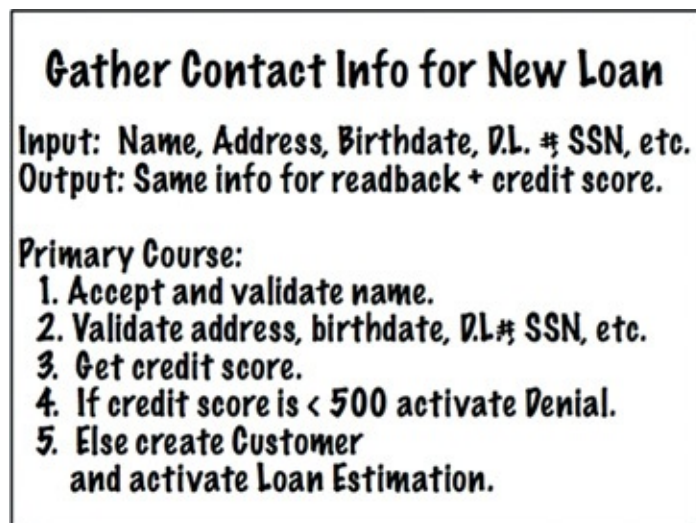 Gather Contact Info for New Loan
Input: Name, Address, Birthdate, D.L. #, SSN, etc.
Output: Same info for readback + credit score.
Primary Course:
1. Accept and validate name.
2. Validate address, birthdate, D.L.#, SSN, etc.
3. Get credit score.
4. If credit score is < 500 activate Denial.
5. Else create Customer
and activate Loan Estimation.